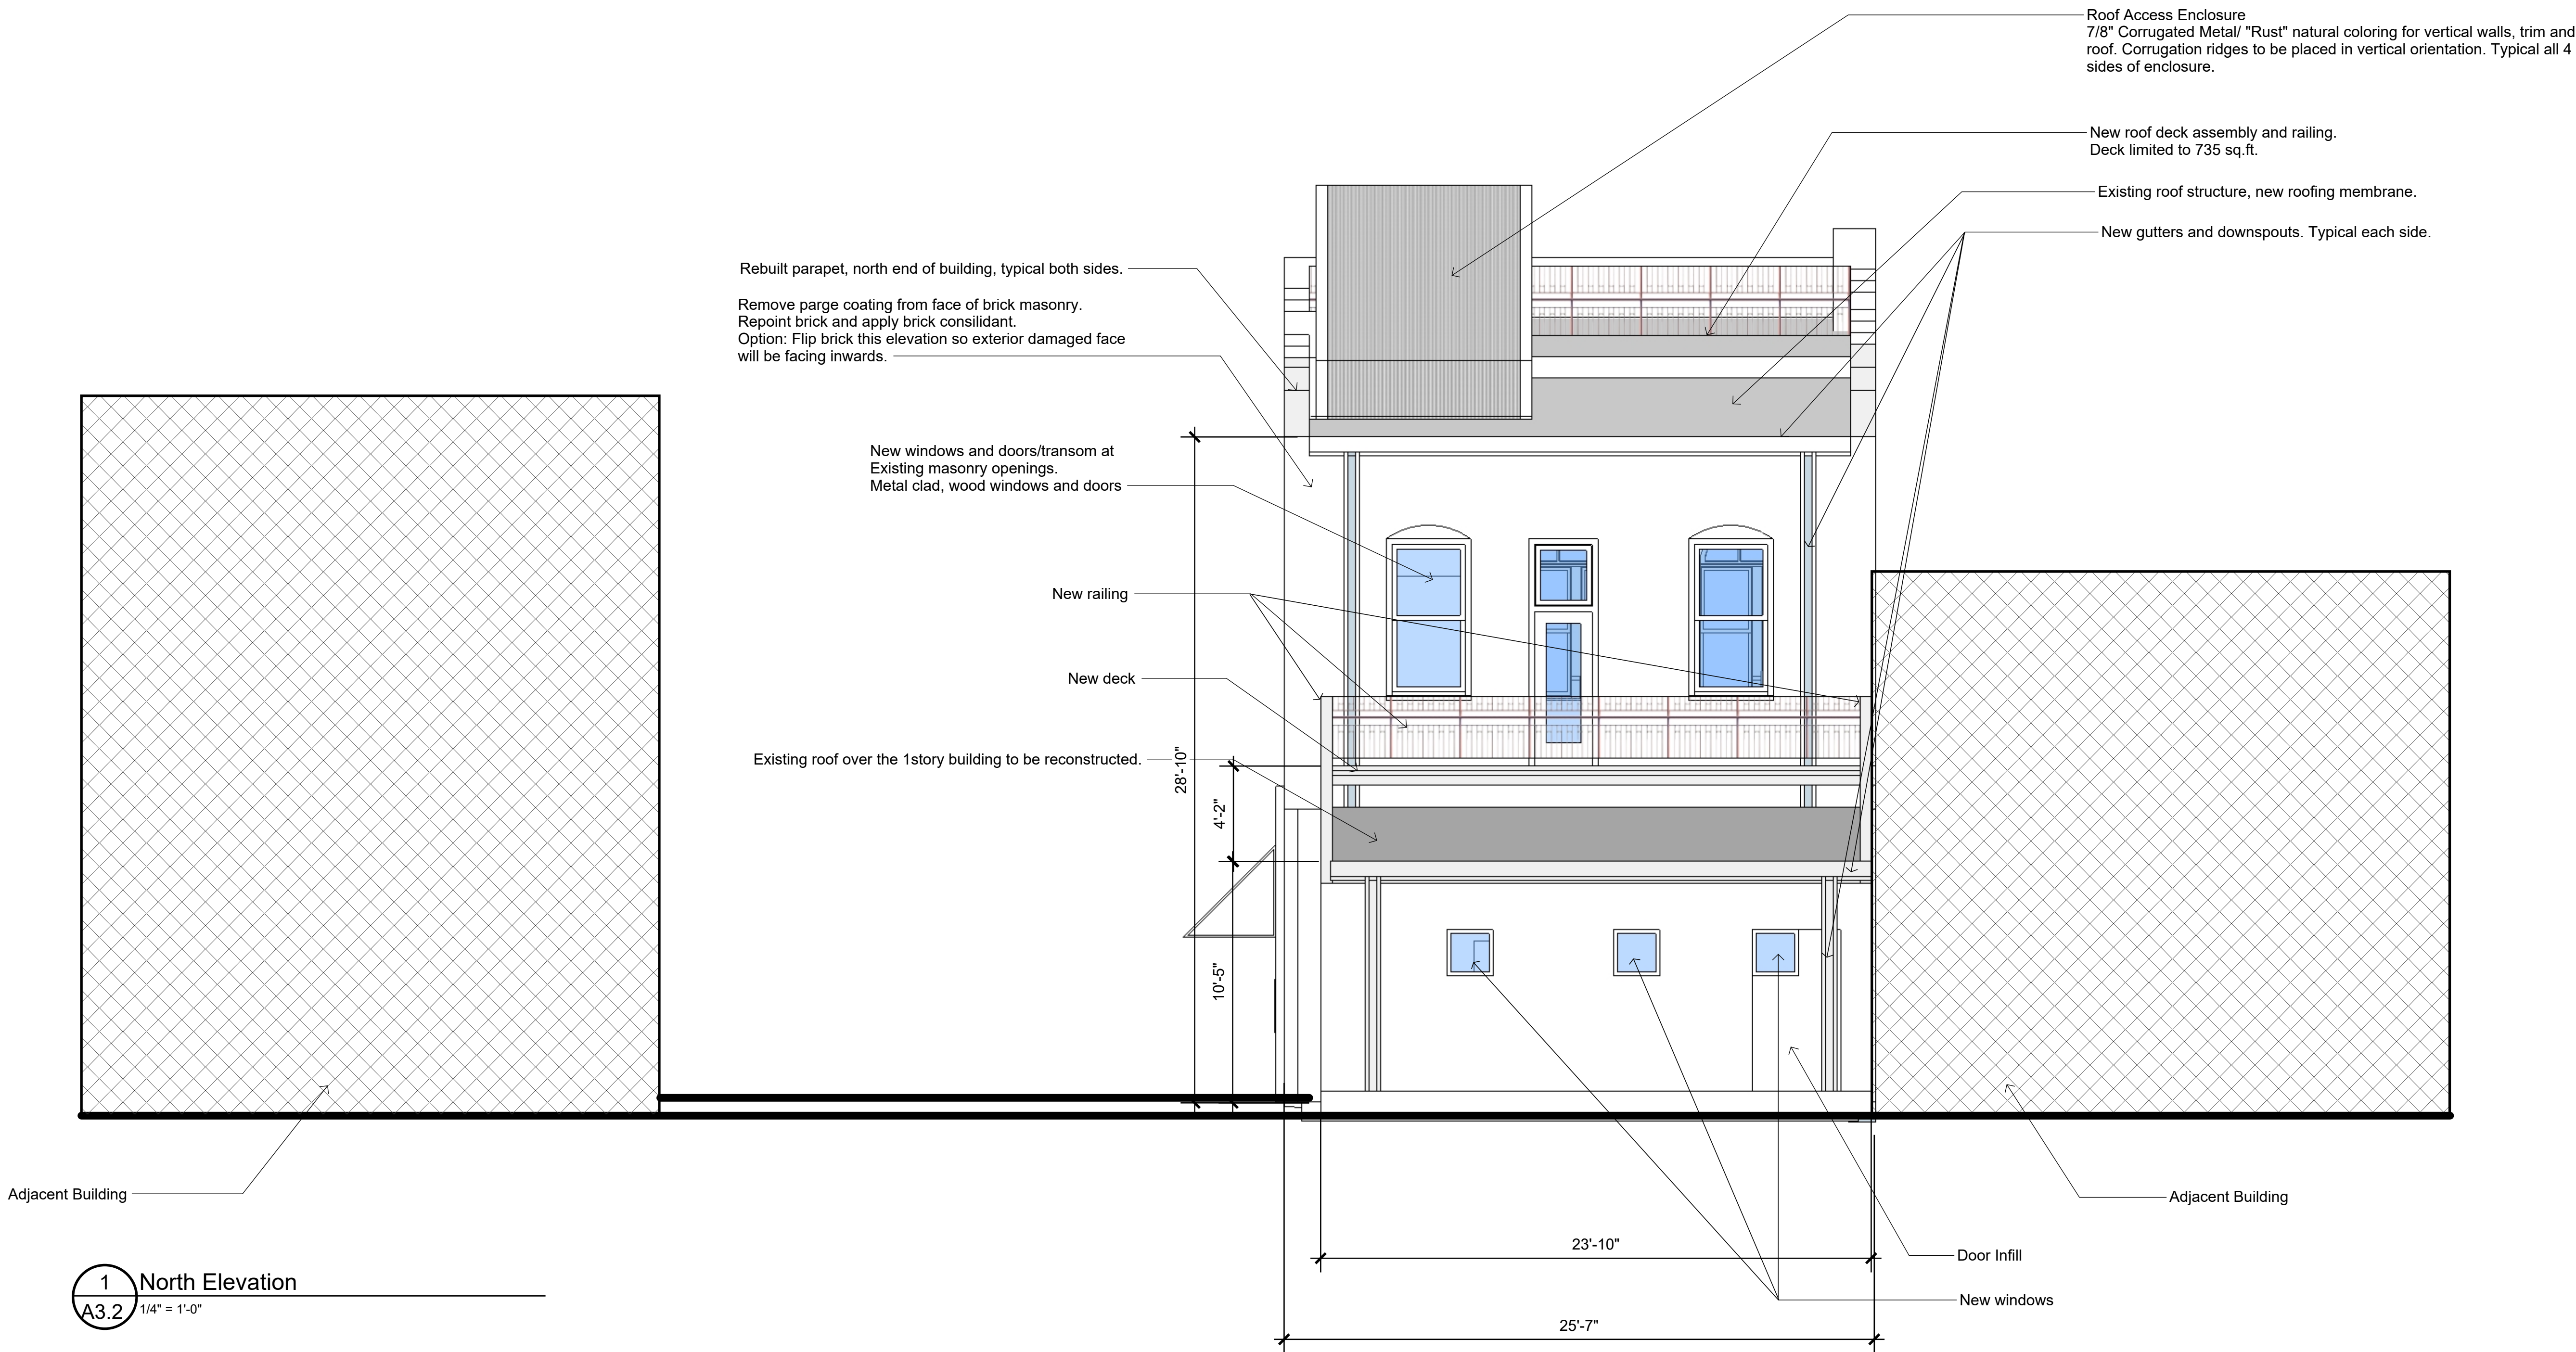 Roof Access Enclosure
7/8" Corrugated Metal/ "Rust" natural coloring for vertical walls, trim and
roof. Corrugation ridges to be placed in vertical orientation. Typical all 4
sides of enclosure.
New roof deck assembly and railing.
Deck limited to 735 sq.ft.
Existing roof structure, new roofing membrane.
New gutters and downspouts. Typical each side.
Rebuilt parapet, north end of building, typical both sides.
Remove parge coating from face of brick masonry.
Repoint brick and apply brick consilidant.
Option: Flip brick this elevation so exterior damaged face
will be facing inwards.
New windows and doors/transom at
Existing masonry openings.
Metal clad, wood windows and doors
New railing
New deck
Existing roof over the 1story building to be reconstructed.
28'-10"
4'-2"
10'-5"
Adjacent Building
Adjacent Building
23'-10"
Door Infill
New windows
25'-7"
1
North Elevation
A3.2
1/4" = 1'-0"